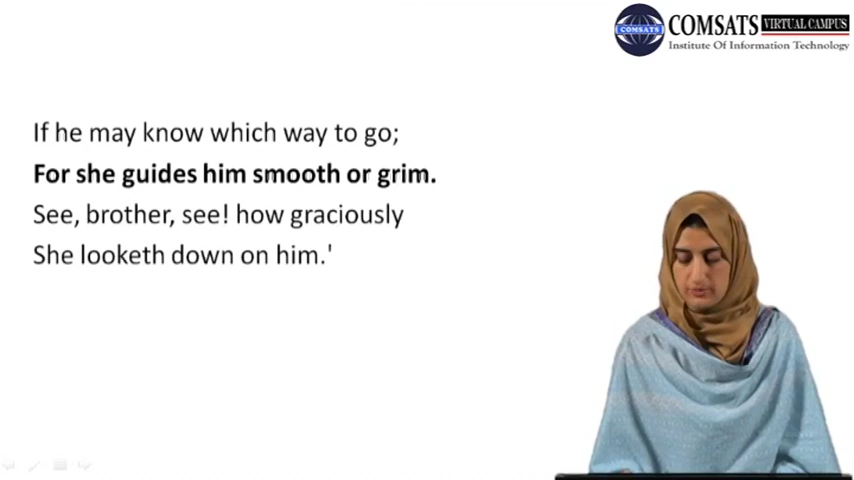 COMSATS VIRTUAL CAMPUS
COMSATS
Institute Of Information Technology
If he may know which way to go;
For she guides him smooth or grim.
See, brother, see! how graciously
She looketh down on him.'